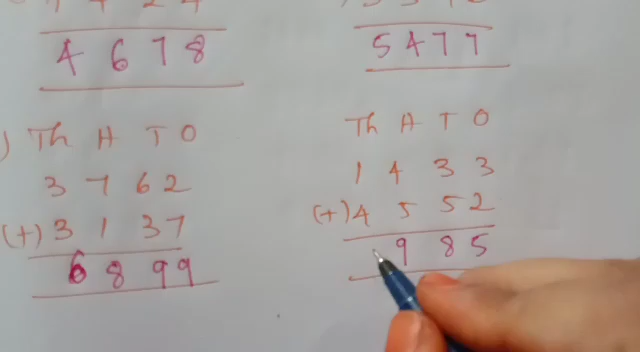 4 6 7 8
5 4 7 7
) Th H T O
3 7 6 2
(+) 3 1 3 7
6 8 9 9
Th H T O
1 4 3 3
(+) 4 5 5 2
9 8 5